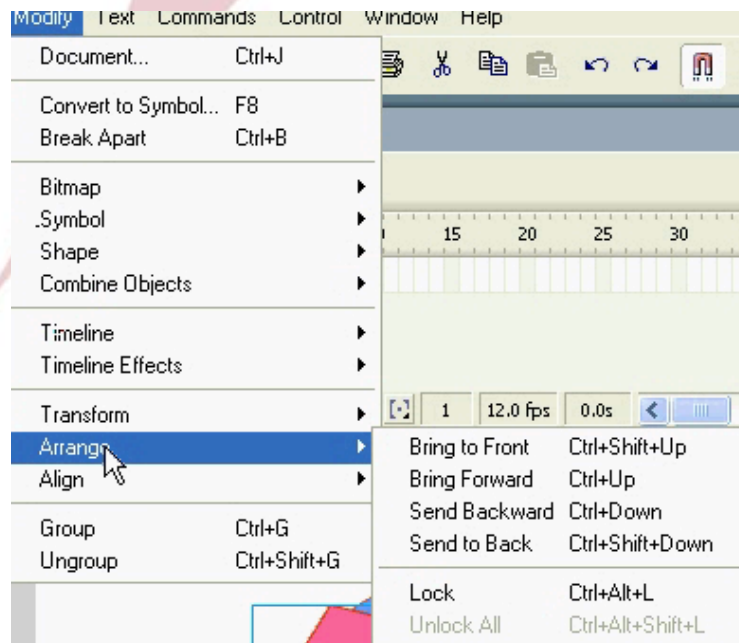 Modify Text Commands Control Window Help
Document... Ctrl+J
Convert to Symbol... F8
Break Apart Ctrl+B
Bitmap
Symbol
Shape
Combine Objects
Timeline
Timeline Effects
Transform
Arrange
Align
Group Ctrl+G
Ungroup Ctrl+Shift+G
15 20 25 30
1 12.0 fps 0.0s
Bring to Front Ctrl+Shift+Up
Bring Forward Ctrl+Up
Send Backward Ctrl+Down
Send to Back Ctrl+Shift+Down
Lock Ctrl+Alt+L
Unlock All Ctrl+Alt+Shift+L